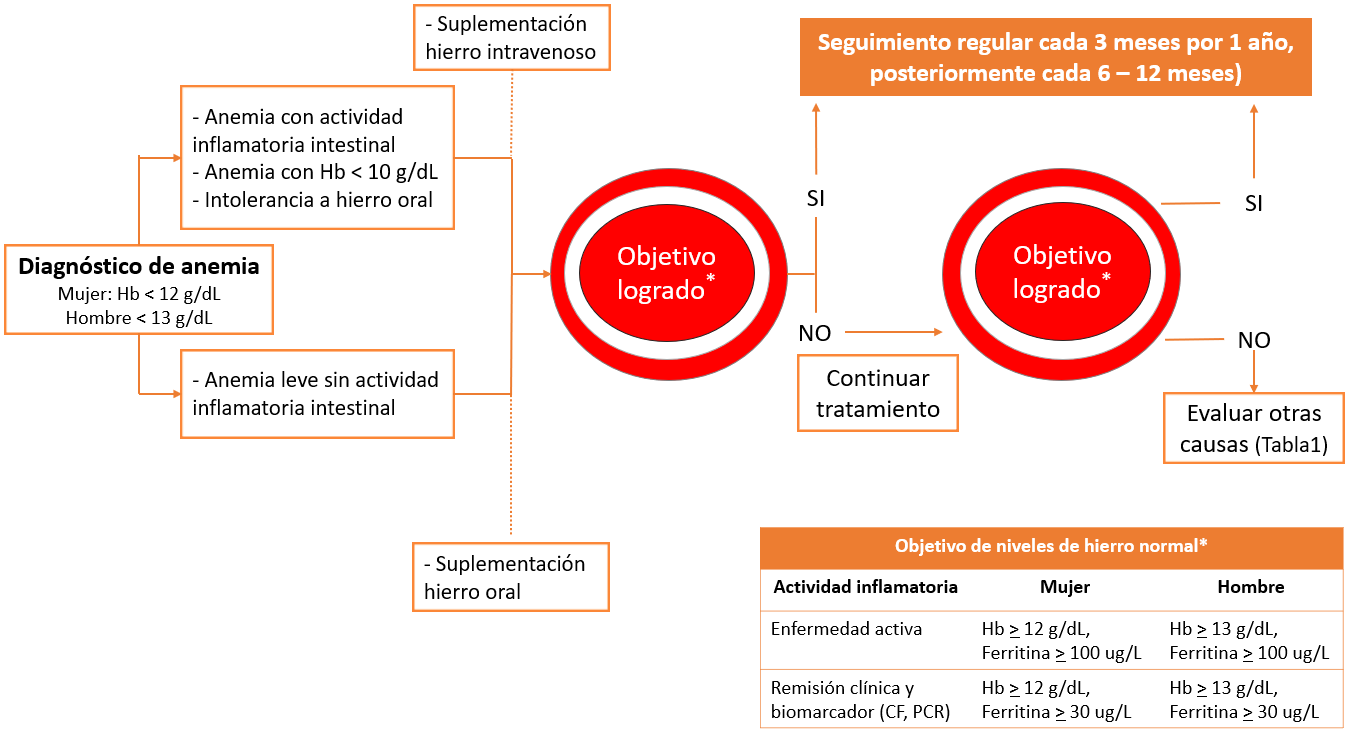 - Suplementación
hierro intravenoso
Seguimiento regular cada 3 meses por 1 año,
posteriormente cada 6 – 12 meses)
- Anemia con actividad
inflamatoria intestinal
- Anemia con Hb < 10 g/dL
- Intolerancia a hierro oral
Diagnóstico de anemia
Mujer: Hb < 12 g/dL
Hombre < 13 g/dL
- Anemia leve sin actividad
inflamatoria intestinal
- Suplementación
hierro oral
Objetivo
logrado*
SI
NO
Continuar
tratamiento
Objetivo
logrado*
SI
NO
Evaluar otras
causas (Tabla1)
Objetivo de niveles de hierro normal*
Actividad inflamatoria Mujer Hombre
Enfermedad activa Hb ≥ 12 g/dL, Hb ≥ 13 g/dL,
Ferritina ≥ 100 ug/L Ferritina ≥ 100 ug/L
Remisión clínica y Hb ≥ 12 g/dL, Hb ≥ 13 g/dL,
biomarcador (CF, PCR) Ferritina ≥ 30 ug/L Ferritina ≥ 30 ug/L